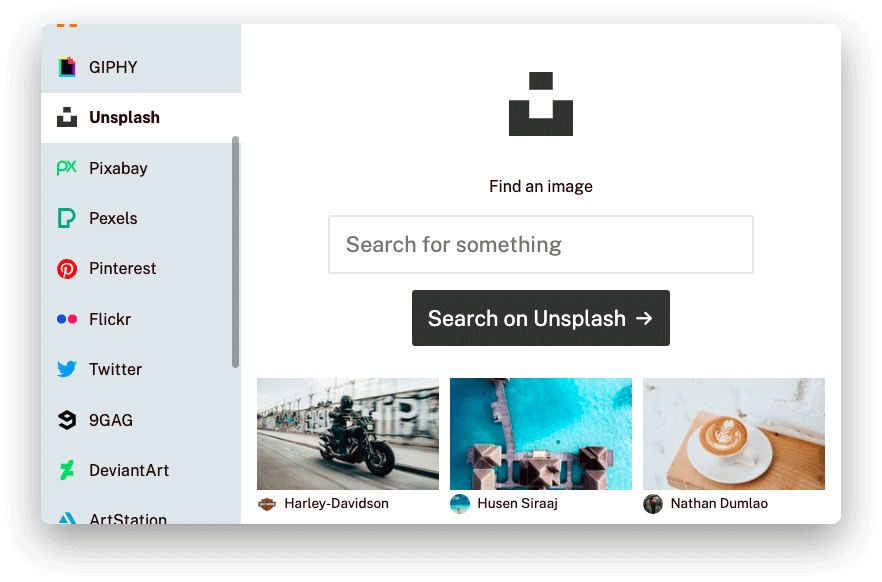 GIPHY
Unsplash
Pixabay
Pexels
Pinterest
Flickr
Twitter
9GAG
DeviantArt
ArtStation
Find an image
Search for something
Search on Unsplash →
Harley-Davidson
Husen Siraaj
Nathan Dumlao